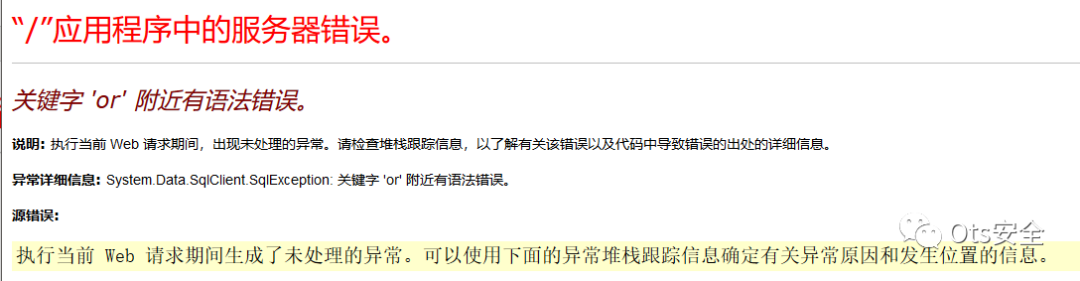 “/”应用程序中的服务器错误。
关键字 'or' 附近有语法错误。
说明: 执行当前 Web 请求期间，出现未处理的异常。请检查堆栈跟踪信息，以了解有关该错误以及代码中导致错误的出处的详细信息。
异常详细信息: System.Data.SqlClient.SqlException: 关键字 'or' 附近有语法错误。
源错误:
Ots安全
执行当前 Web 请求期间生成了未处理的异常。可以使用下面的异常堆栈跟踪信息确定有关异常原因和发生位置的信息。